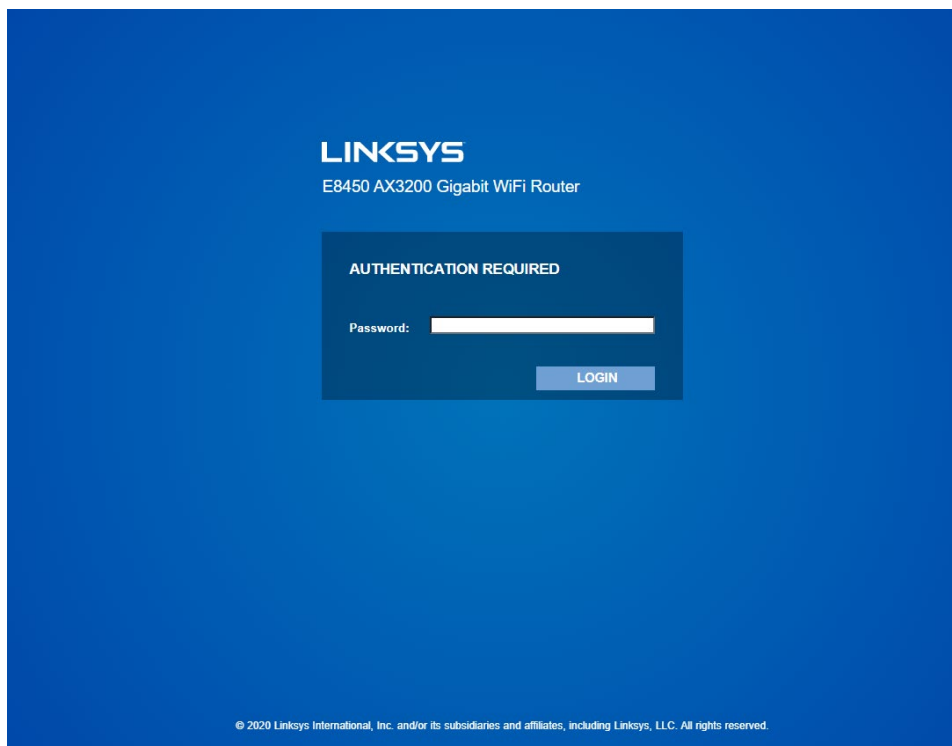 LINKSYS
E8450 AX3200 Gigabit WiFi Router
AUTHENTICATION REQUIRED
Password:
LOGIN
© 2020 Linksys International, Inc. and/or its subsidiaries and affiliates, including Linksys, LLC. All rights reserved.